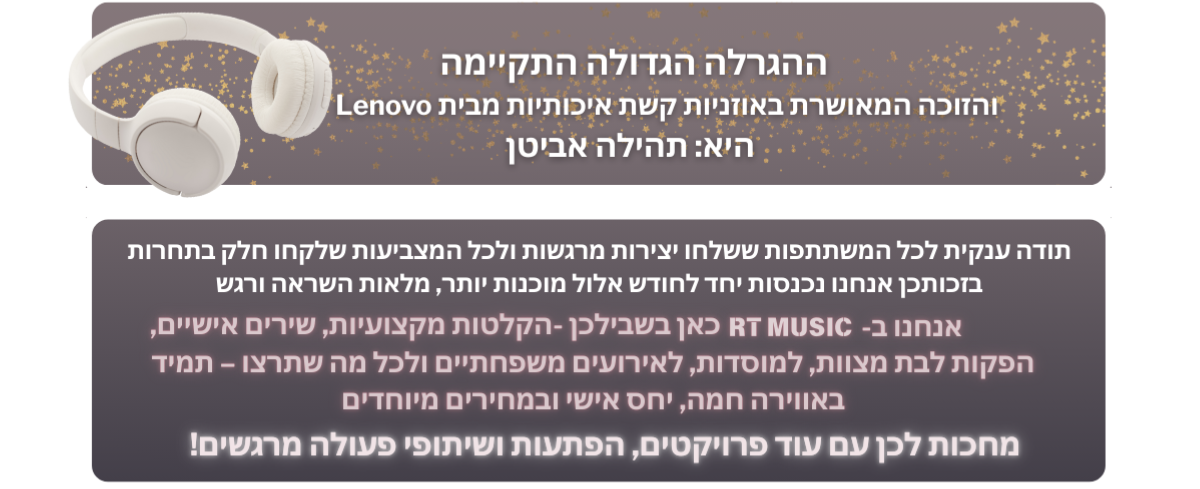 ההגרלה הגדולה התקיימה
והזוכה המאושרת באוזניות קשת איכותיות מבית Lenovo
היא: תהילה אביטן
תודה ענקית לכל המשתתפות ששלחו יצירות מרגשות ולכל המצביעות שלקחו חלק בתחרות
בזכותכן אנחנו נכנסות יחד לחודש אלול מוכנות יותר, מלאות השראה ורגש
אנחנו ב- RT MUSIC כאן בשבילכן -הקלטות מקצועיות, שירים אישיים,
הפקות לבת מצוות, למוסדות, לאירועים משפחתיים ולכל מה שתרצו – תמיד
באווירה חמה, יחס אישי ובמחירים מיוחדים
מחכות לכן עם עוד פרויקטים, הפתעות ושיתופי פעולה מרגשים!